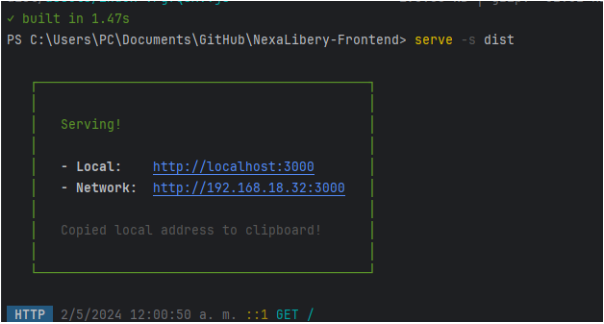 ✓ built in 1.47s
PS C:\Users\PC\Documents\GitHub\NexaLibery-Frontend> serve -s dist
Serving!
- Local: http://localhost:3000
- Network: http://192.168.18.32:3000
Copied local address to clipboard!
HTTP 2/5/2024 12:00:50 a. m. ::1 GET /